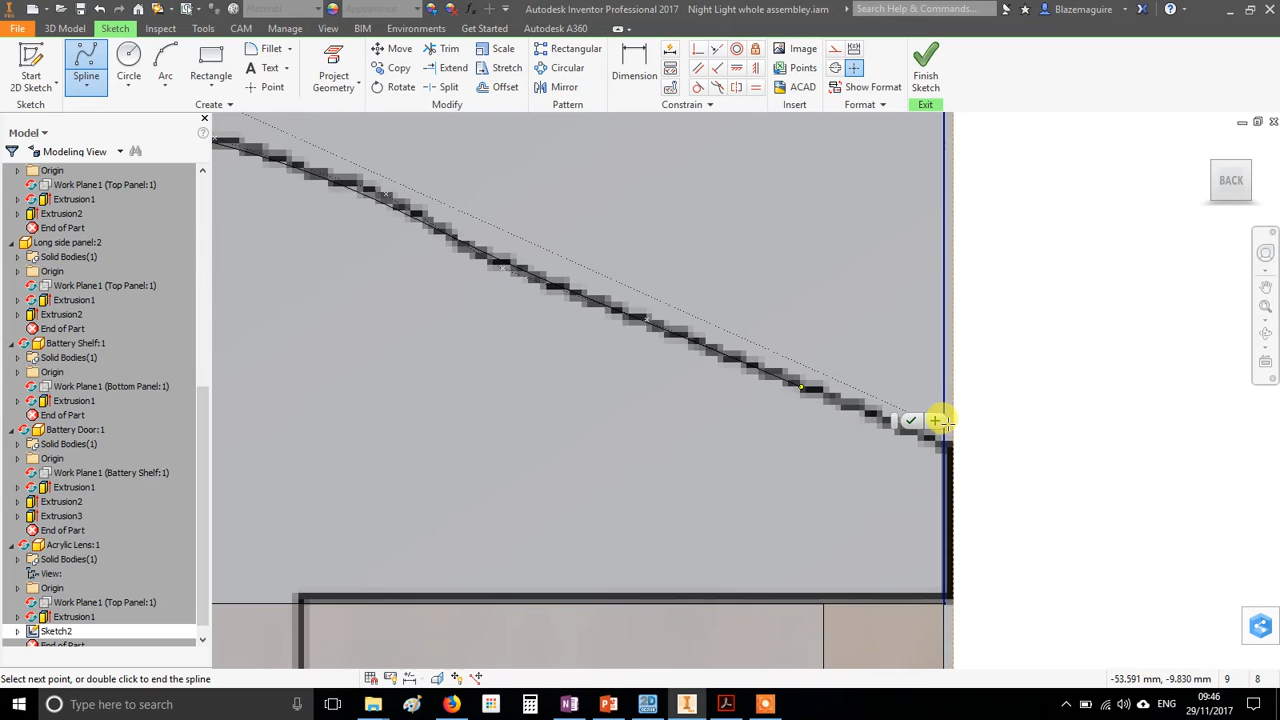 Material
Appearance
Autodesk Inventor Professional 2017 Night Light whole assembly.iam
Search Help & Commands...
Blazemaguire
PRO
File 3D Model Sketch Inspect Tools CAM Manage View BIM Environments Get Started Autodesk A360
Start 2D Sketch
Spline
Circle
Arc
Rectangle
Fillet
Text
Point
Project Geometry
Move Trim Scale
Copy Extend Stretch
Rotate Split Offset
Rectangular
Circular
Mirror
Dimension
Image
Points
ACAD
Show Format
Finish Sketch
Sketch Create Modify Pattern Constrain Insert Format Exit
Model
Modeling View
Origin
Work Plane1 (Top Panel:1)
Extrusion1
Extrusion2
End of Part
Long side panel:2
Solid Bodies(1)
Origin
Work Plane1 (Top Panel:1)
Extrusion1
Extrusion2
End of Part
Battery Shelf:1
Solid Bodies(1)
Origin
Work Plane1 (Bottom Panel:1)
Extrusion1
End of Part
Battery Door:1
Solid Bodies(1)
Origin
Work Plane1 (Battery Shelf:1)
Extrusion1
Extrusion2
Extrusion3
End of Part
Acrylic Lens:1
Solid Bodies(1)
View:
Origin
Work Plane1 (Top Panel:1)
Extrusion1
Sketch2
End of Part
BACK
Select next point, or double click to end the spline
-53.591 mm, -9.830 mm 9 8
Type here to search
ENG
09:46
29/11/2017